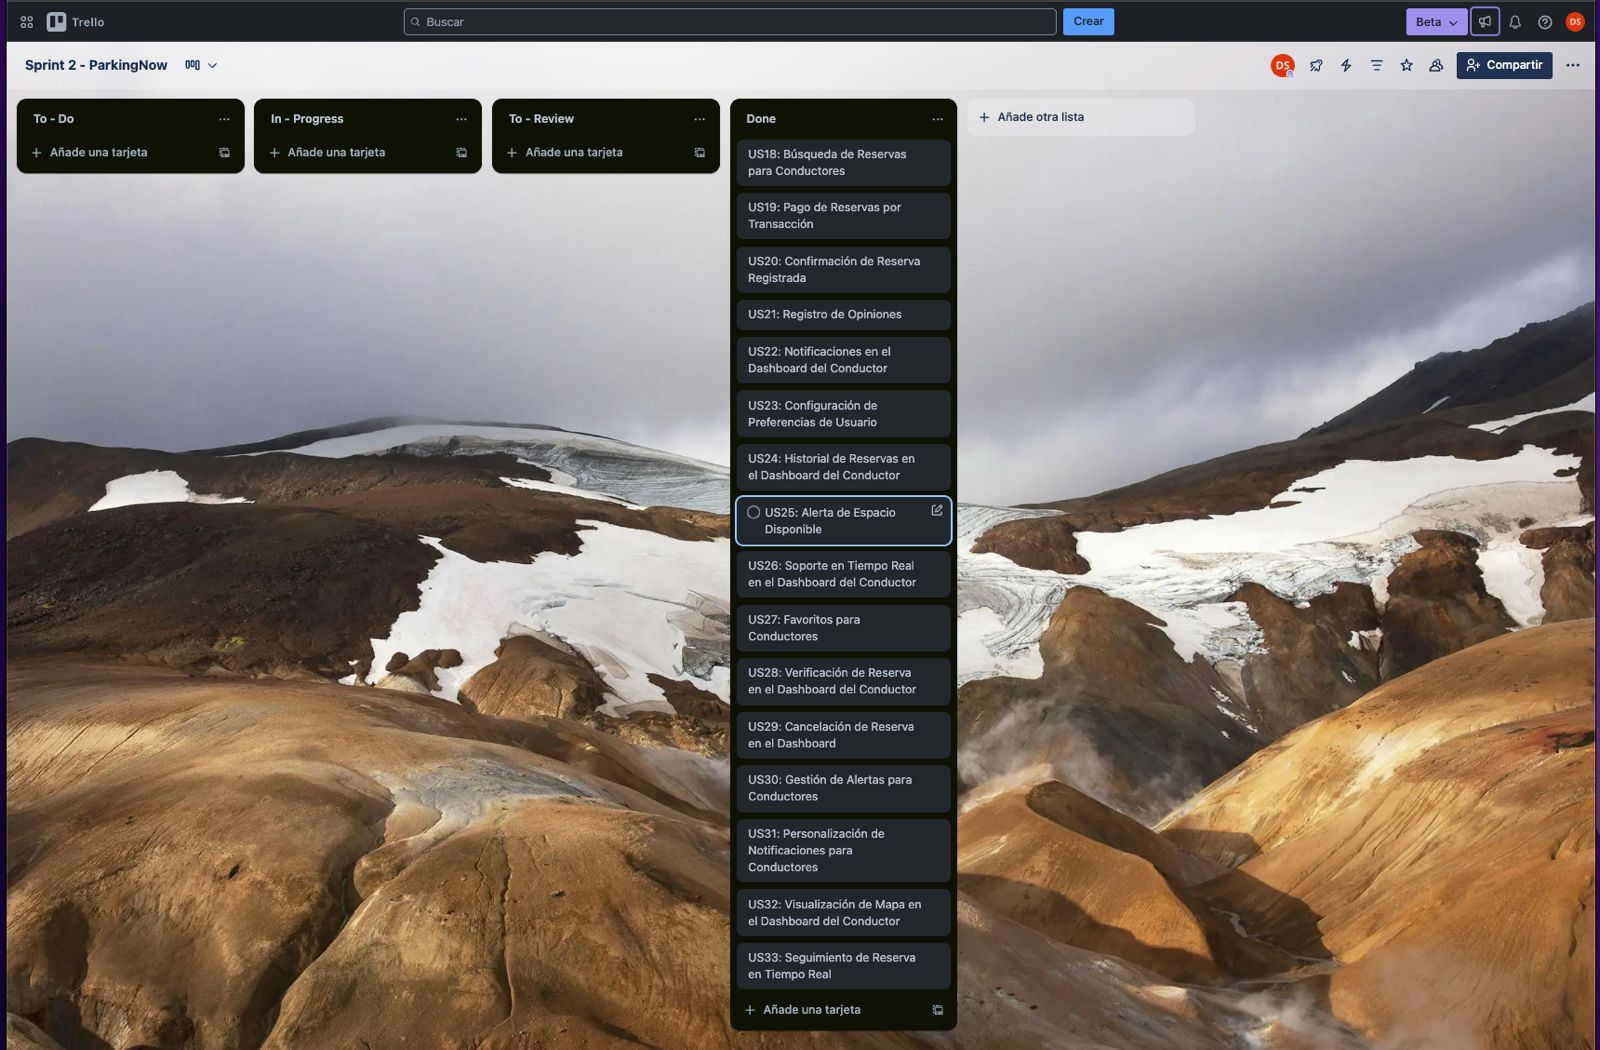 Trello
Buscar
Crear
Beta
DS
Sprint 2 - ParkingNow
DS
Compartir
To - Do
Añade una tarjeta
In - Progress
Añade una tarjeta
To - Review
Añade una tarjeta
Done
US18: Búsqueda de Reservas
para Conductores
US19: Pago de Reservas por
Transacción
US20: Confirmación de Reserva
Registrada
US21: Registro de Opiniones
US22: Notificaciones en el
Dashboard del Conductor
US23: Configuración de
Preferencias de Usuario
US24: Historial de Reservas en
el Dashboard del Conductor
US25: Alerta de Espacio
Disponible
US26: Soporte en Tiempo Real
en el Dashboard del Conductor
US27: Favoritos para
Conductores
US28: Verificación de Reserva
en el Dashboard del Conductor
US29: Cancelación de Reserva
en el Dashboard
US30: Gestión de Alertas para
Conductores
US31: Personalización de
Notificaciones para
Conductores
US32: Visualización de Mapa en
el Dashboard del Conductor
US33: Seguimiento de Reserva
en Tiempo Real
Añade una tarjeta
Añade otra lista